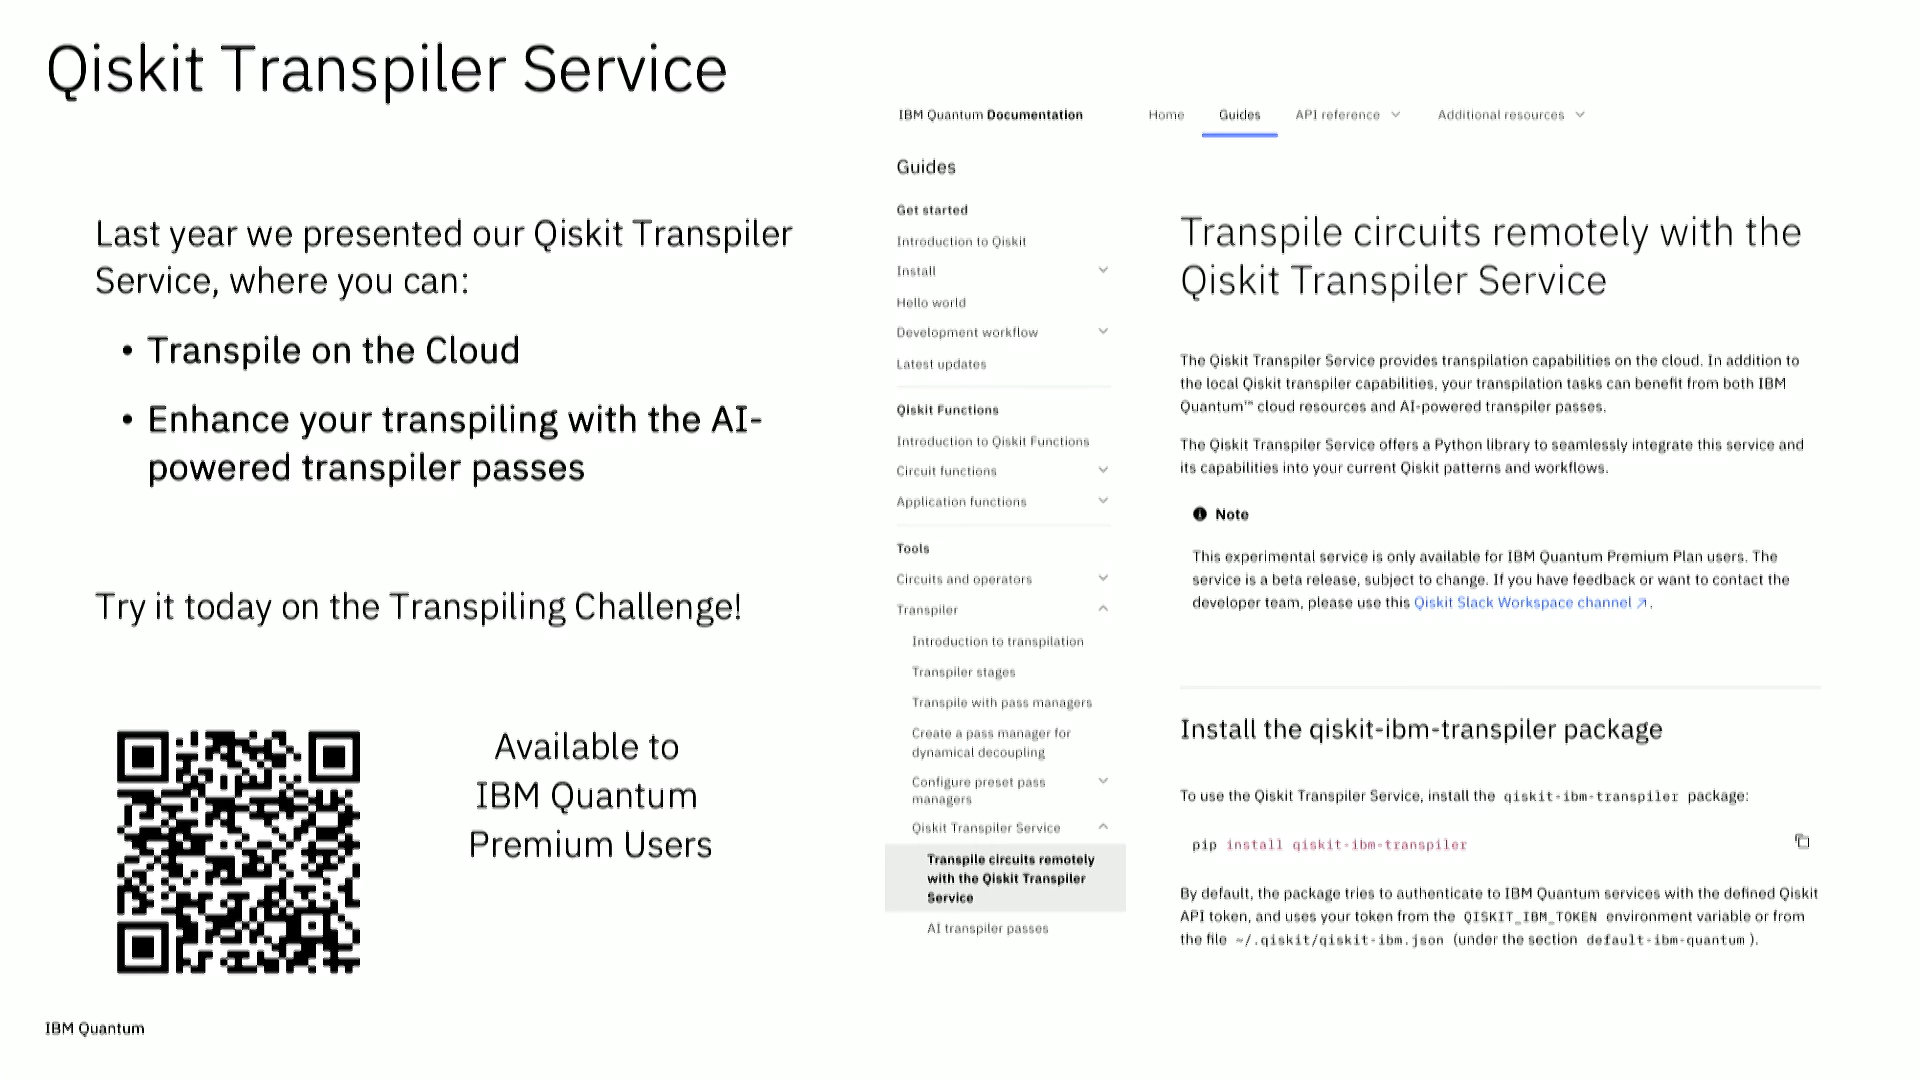 Qiskit Transpiler Service
Last year we presented our Qiskit Transpiler
Service, where you can:
• Transpile on the Cloud
• Enhance your transpiling with the AI-
powered transpiler passes
Try it today on the Transpiling Challenge!
Available to
IBM Quantum
Premium Users
IBM Quantum
IBM Quantum Documentation
Home Guides API reference Additional resources
Guides
Get started
Introduction to Qiskit
Install
Hello world
Development workflow
Latest updates
Qiskit Functions
Introduction to Qiskit Functions
Circuit functions
Application functions
Tools
Circuits and operators
Transpiler
Introduction to transpilation
Transpiler stages
Transpile with pass managers
Create a pass manager for
dynamical decoupling
Configure preset pass
managers
Qiskit Transpiler Service
Transpile circuits remotely
with the Qiskit Transpiler
Service
AI transpiler passes
Transpile circuits remotely with the
Qiskit Transpiler Service
The Qiskit Transpiler Service provides transpilation capabilities on the cloud. In addition to
the local Qiskit transpiler capabilities, your transpilation tasks can benefit from both IBM
Quantum™ cloud resources and AI-powered transpiler passes.
The Qiskit Transpiler Service offers a Python library to seamlessly integrate this service and
its capabilities into your current Qiskit patterns and workflows.
Note
This experimental service is only available for IBM Quantum Premium Plan users. The
service is a beta release, subject to change. If you have feedback or want to contact the
developer team, please use this Qiskit Slack Workspace channel ↗.
Install the qiskit-ibm-transpiler package
To use the Qiskit Transpiler Service, install the qiskit-ibm-transpiler package:
pip install qiskit-ibm-transpiler
By default, the package tries to authenticate to IBM Quantum services with the defined Qiskit
API token, and uses your token from the QISKIT_IBM_TOKEN environment variable or from
the file ~/.qiskit/qiskit-ibm.json (under the section default-ibm-quantum ).